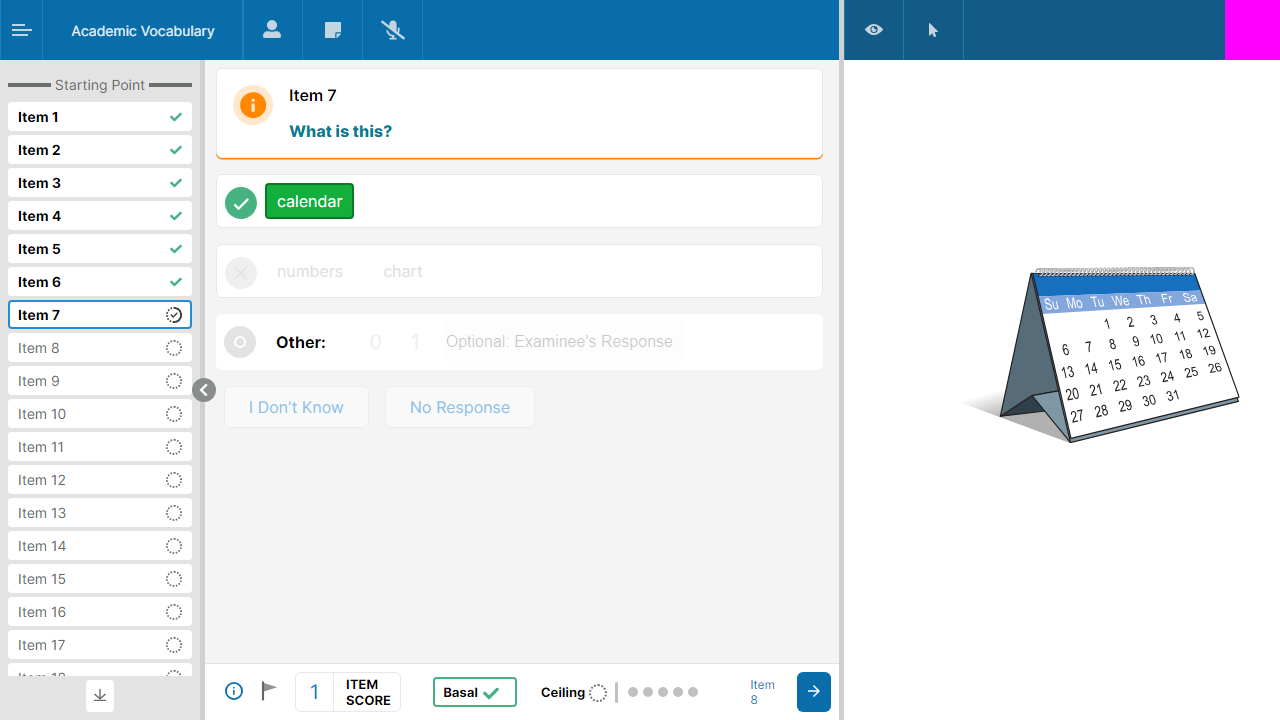 Academic Vocabulary
Starting Point
Item 1
Item 2
Item 3
Item 4
Item 5
Item 6
Item 7
Item 8
Item 9
Item 10
Item 11
Item 12
Item 13
Item 14
Item 15
Item 16
Item 17
Item 18
Item 7
What is this?
calendar
numbers chart
Other: 0 1 Optional: Examinee's Response
I Don't Know No Response
1 ITEM SCORE
Basal
Ceiling
Item 8
Su Mo Tu We Th Fr Sa
1 2 3 4 5
6 7 8 9 10 11 12
13 14 15 16 17 18 19
20 21 22 23 24 25 26
27 28 29 30 31